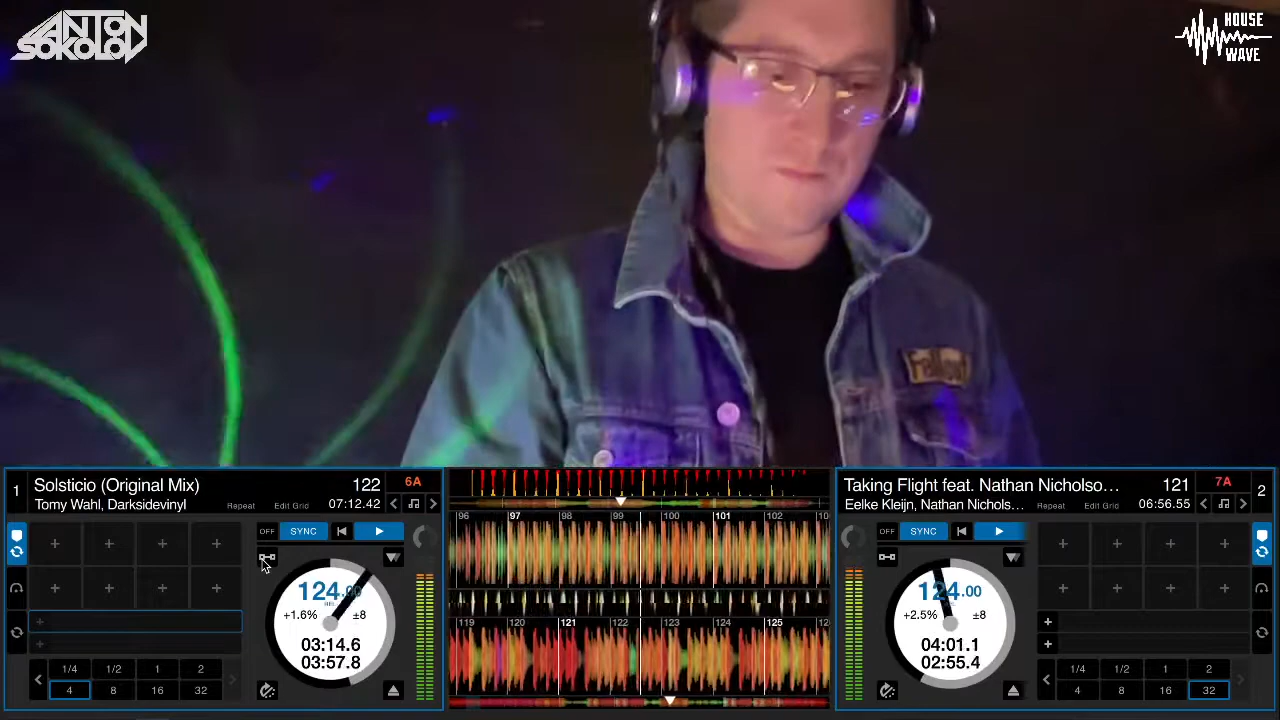 ANTON
SOKOLOV
HOUSE
WAVE
Fallout
1
Solsticio (Original Mix)
122
6A
Tomy Wahl, Darksidevinyl
Repeat
Edit Grid
07:12.42
OFF
SYNC
124.00
+1.6%
±8
03:14.6
03:57.8
1/4
1/2
1
2
4
8
16
32
96
97
98
99
100
101
102
119
120
121
122
123
124
125
Taking Flight feat. Nathan Nicholso…
121
7A
2
Eelke Kleijn, Nathan Nichols…
Repeat
Edit Grid
06:56.55
OFF
SYNC
124.00
+2.5%
±8
04:01.1
02:55.4
1/4
1/2
1
2
4
8
16
32